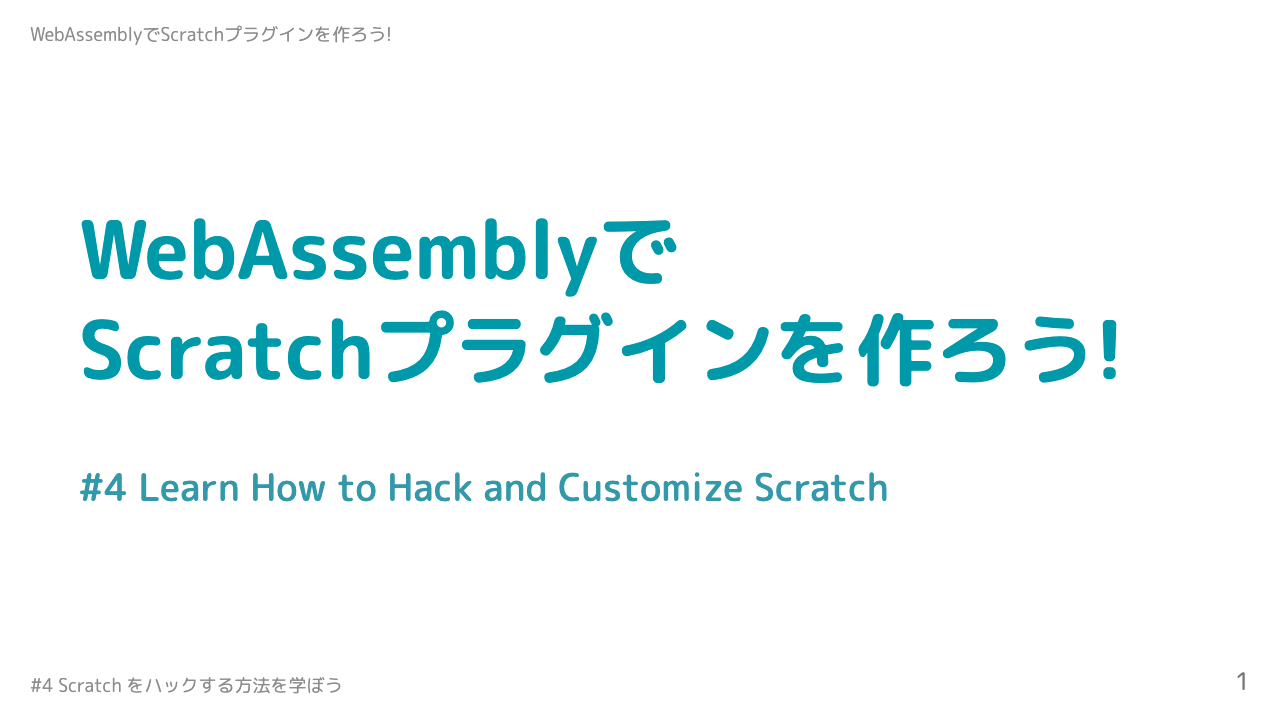 WebAssemblyでScratchプラグインを作ろう!
WebAssemblyで
Scratchプラグインを作ろう!
#4 Learn How to Hack and Customize Scratch
#4 Scratch をハックする方法を学ぼう
1